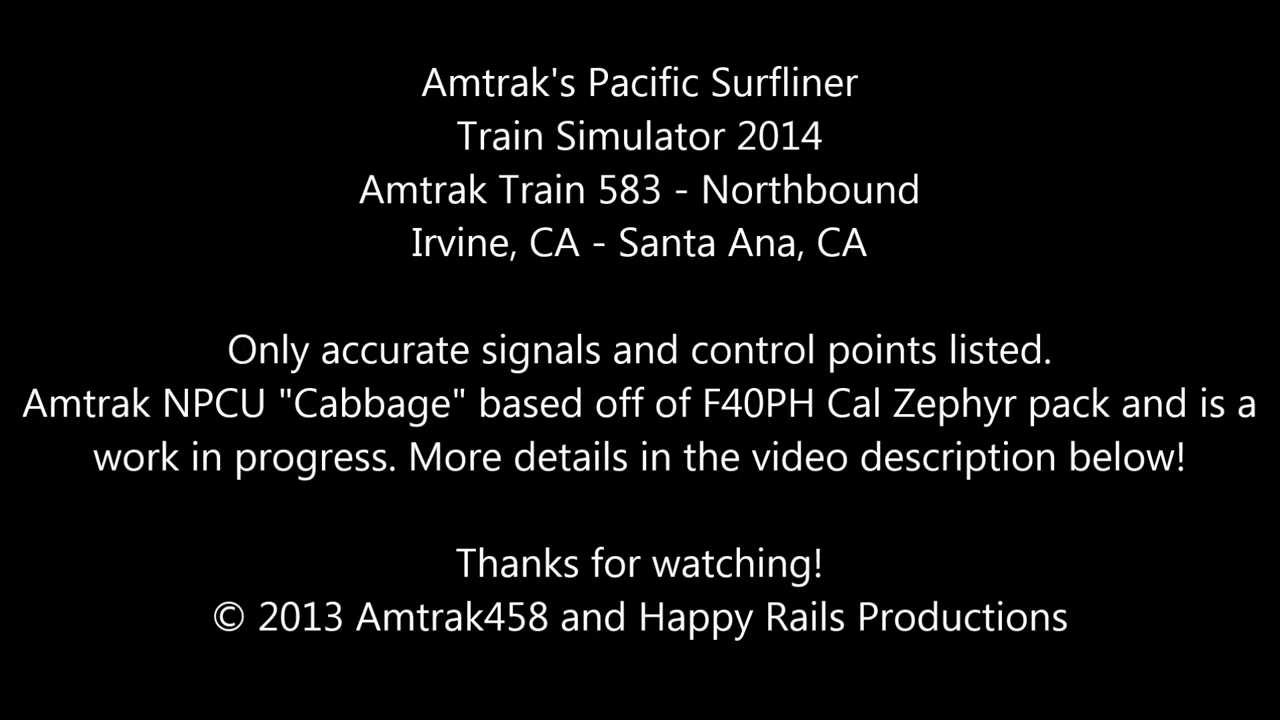 Amtrak's Pacific Surfliner
Train Simulator 2014
Amtrak Train 583 - Northbound
Irvine, CA - Santa Ana, CA
Only accurate signals and control points listed.
Amtrak NPCU "Cabbage" based off of F40PH Cal Zephyr pack and is a
work in progress. More details in the video description below!
Thanks for watching!
© 2013 Amtrak458 and Happy Rails Productions